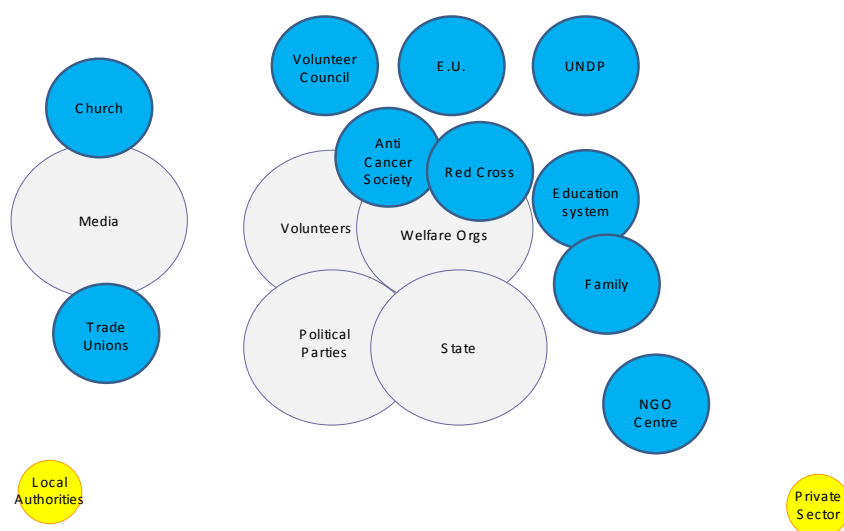 Volunteer
Council
E.U.
UNDP
Church
Anti
Cancer
Society
Red Cross
Education
system
Media
Volunteers
Welfare Orgs
Family
Trade
Unions
Political
Parties
State
NGO
Centre
Local
Authorities
Private
Sector